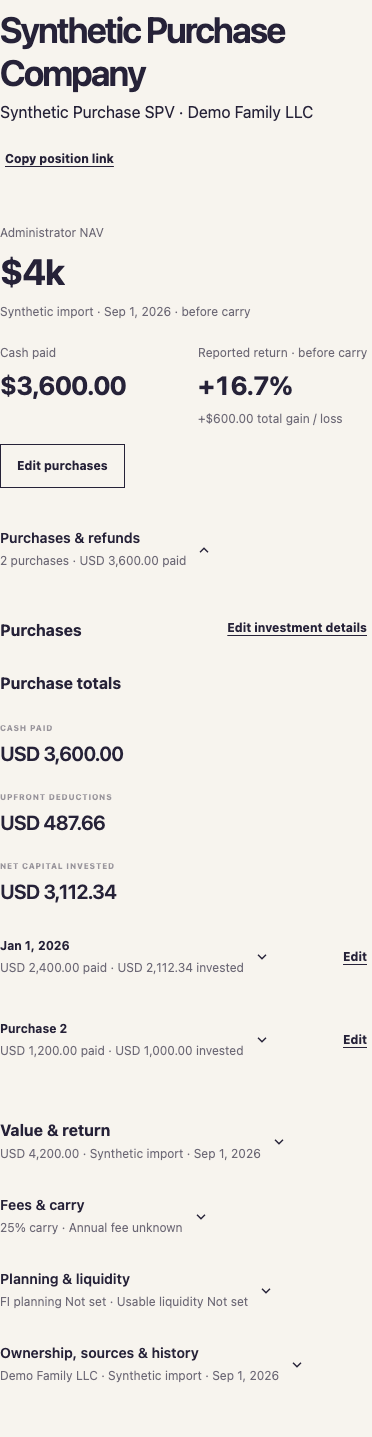 Synthetic Purchase
Company
Synthetic Purchase SPV · Demo Family LLC
Copy position link
Administrator NAV
$4k
Synthetic import · Sep 1, 2026 · before carry
Cash paid
$3,600.00
Reported return · before carry
+16.7%
+$600.00 total gain / loss
Edit purchases
Purchases & refunds
2 purchases · USD 3,600.00 paid
Purchases
Edit investment details
Purchase totals
CASH PAID
USD 3,600.00
UPFRONT DEDUCTIONS
USD 487.66
NET CAPITAL INVESTED
USD 3,112.34
Jan 1, 2026
USD 2,400.00 paid · USD 2,112.34 invested
Edit
Purchase 2
USD 1,200.00 paid · USD 1,000.00 invested
Edit
Value & return
USD 4,200.00 · Synthetic import · Sep 1, 2026
Fees & carry
25% carry · Annual fee unknown
Planning & liquidity
FI planning Not set · Usable liquidity Not set
Ownership, sources & history
Demo Family LLC · Synthetic import · Sep 1, 2026